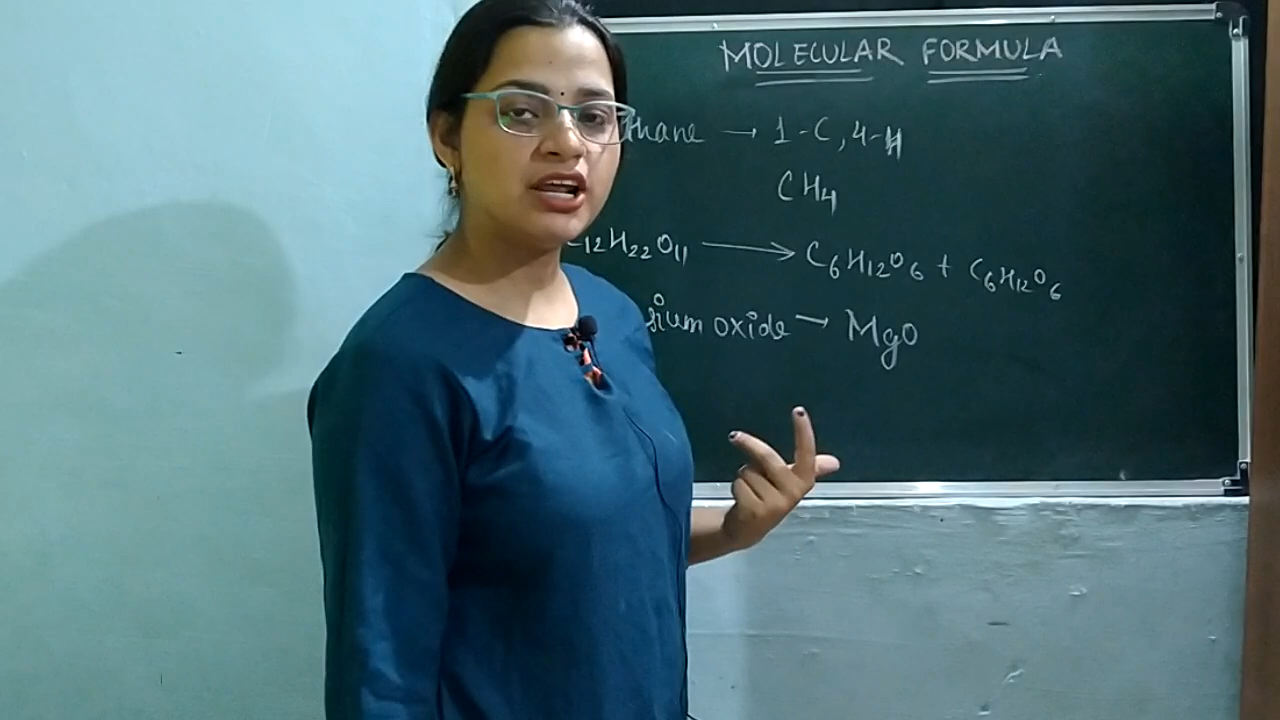 MOLECULAR FORMULA
thane → 1-C, 4-H
CH4
12H22O11 → C6H12O6 + C6H12O6
sium oxide → MgO